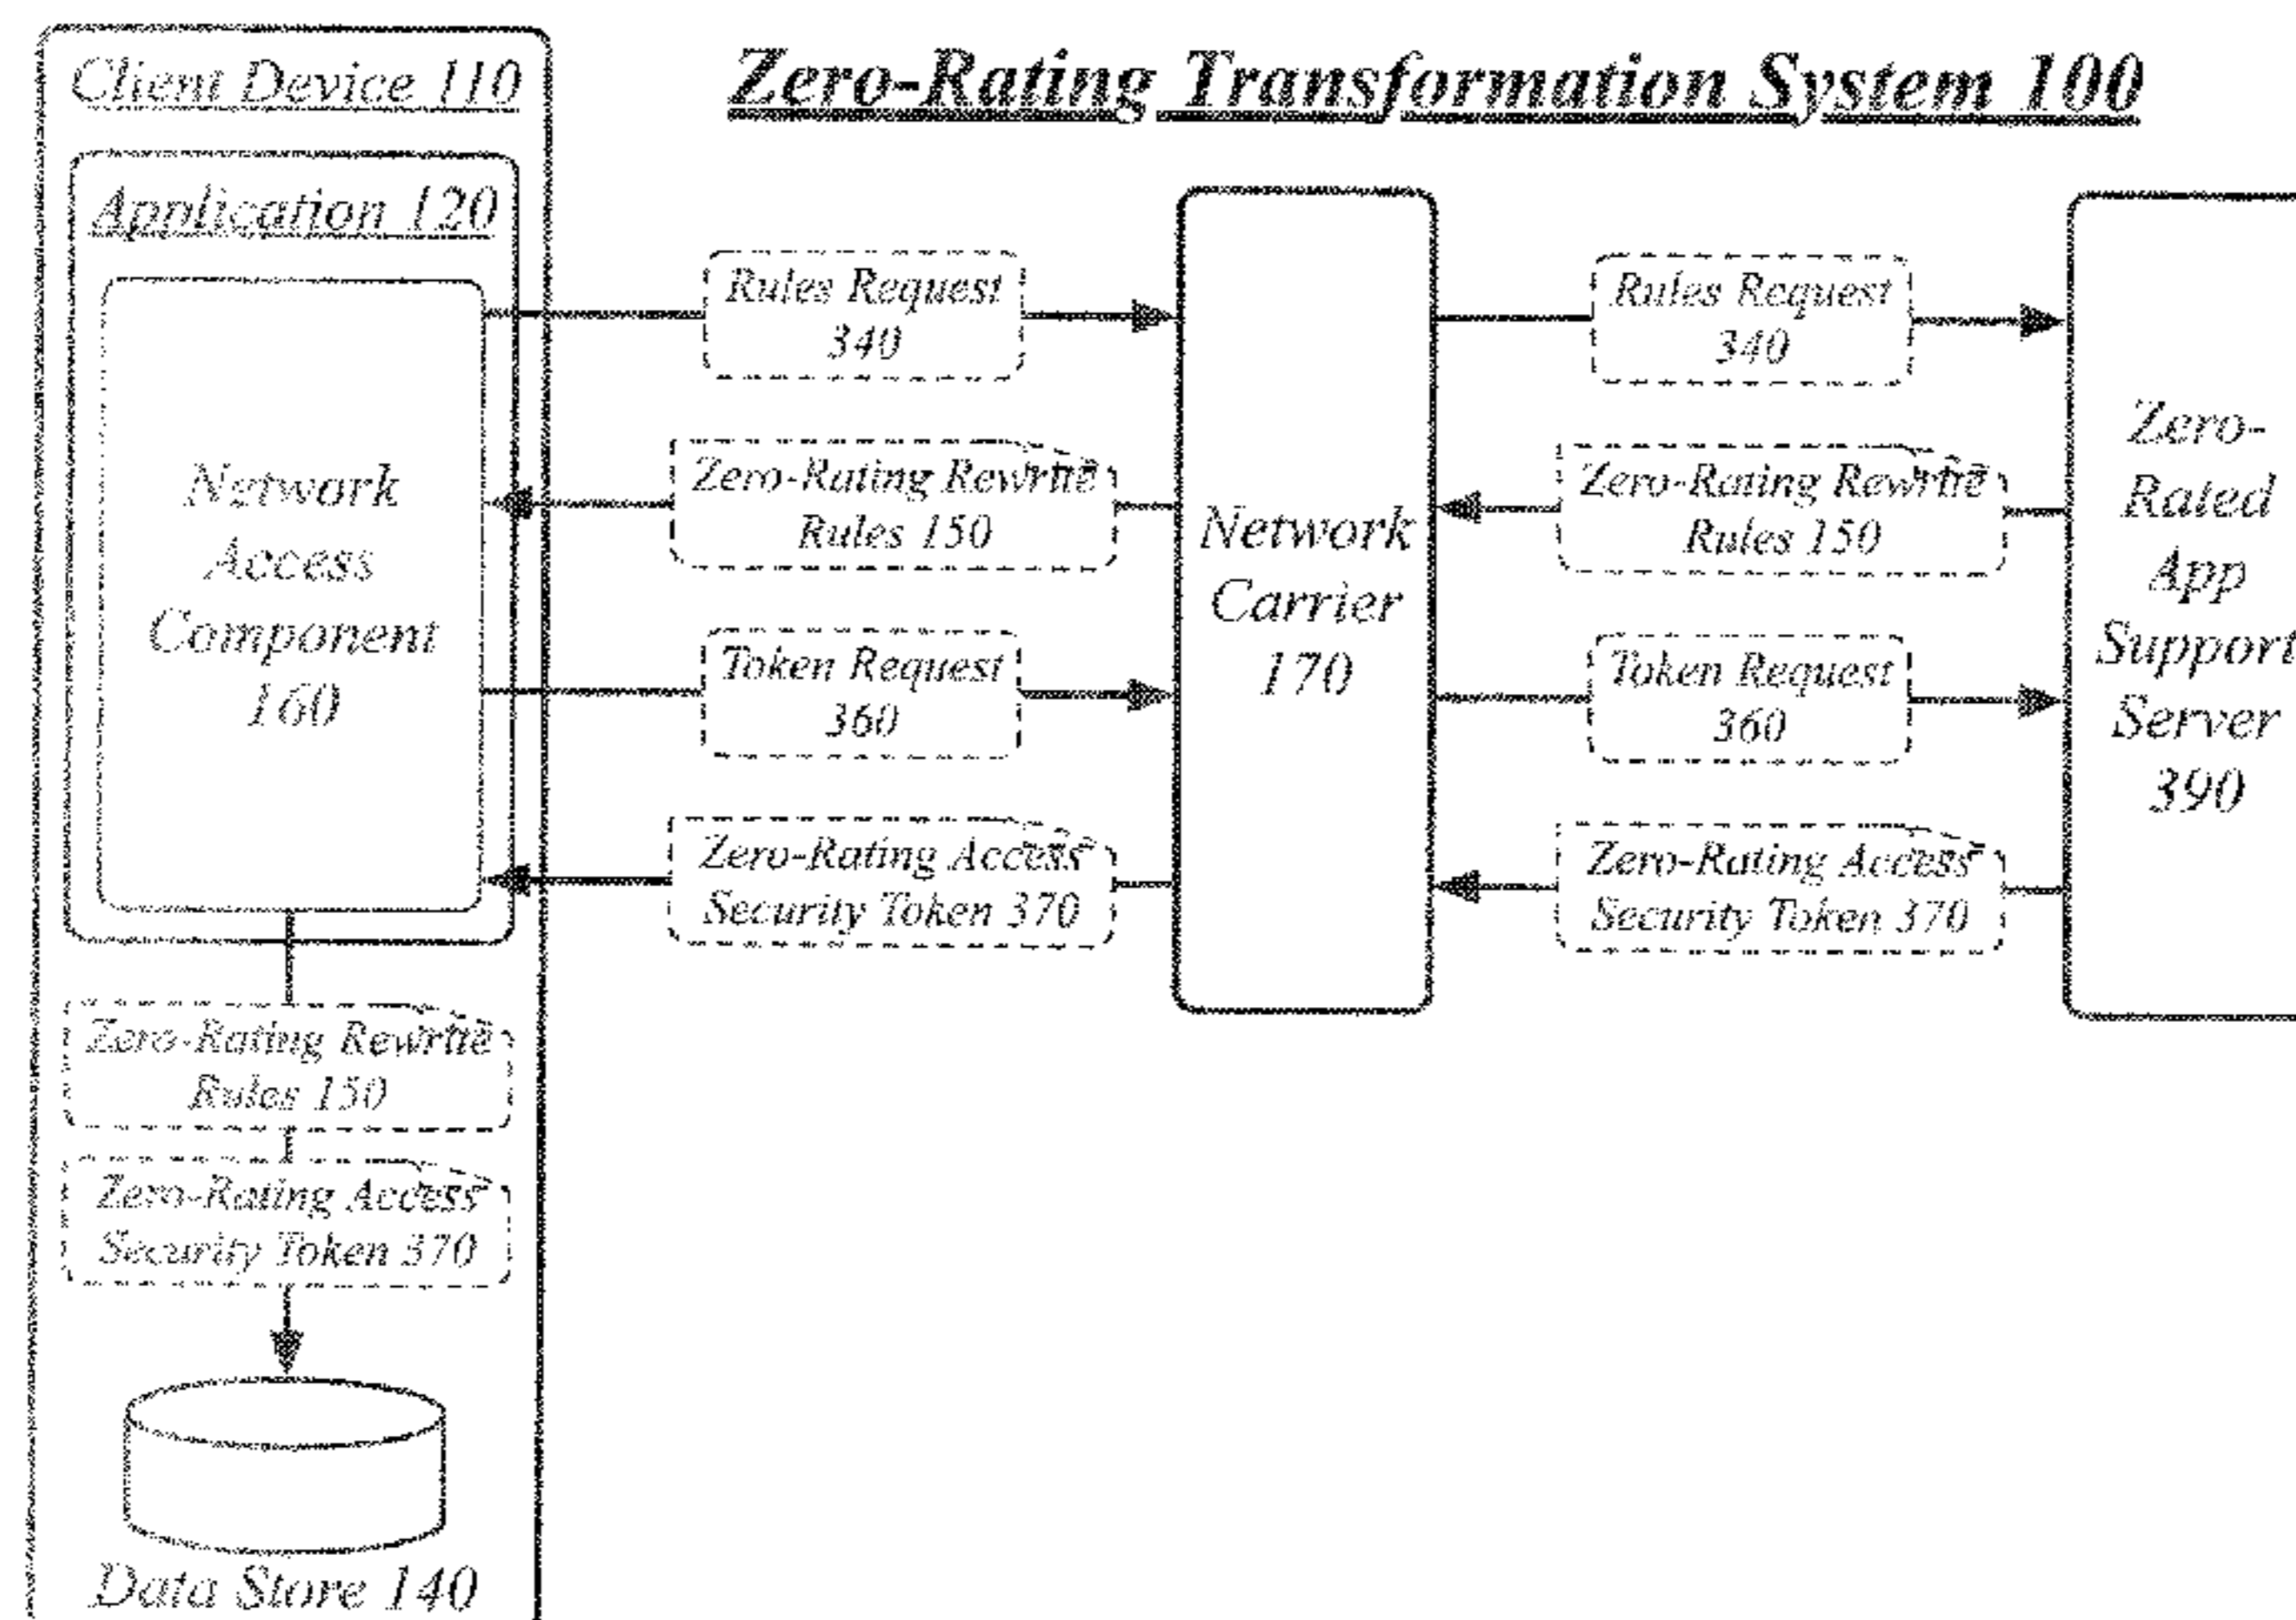 Client Device 110
Zero-Rating Transformation System 100
Application 120
Network
Access
Component
160
Rules Request
340
Zero-Rating Rewrite
Rules 150
Token Request
360
Zero-Rating Access
Security Token 370
Network
Carrier
170
Rules Request
340
Zero-Rating Rewrite
Rules 150
Token Request
360
Zero-Rating Access
Security Token 370
Zero-
Rated
App
Support
Server
390
Zero-Rating Rewrite
Rules 150
Zero-Rating Access
Security Token 370
Data Store 140